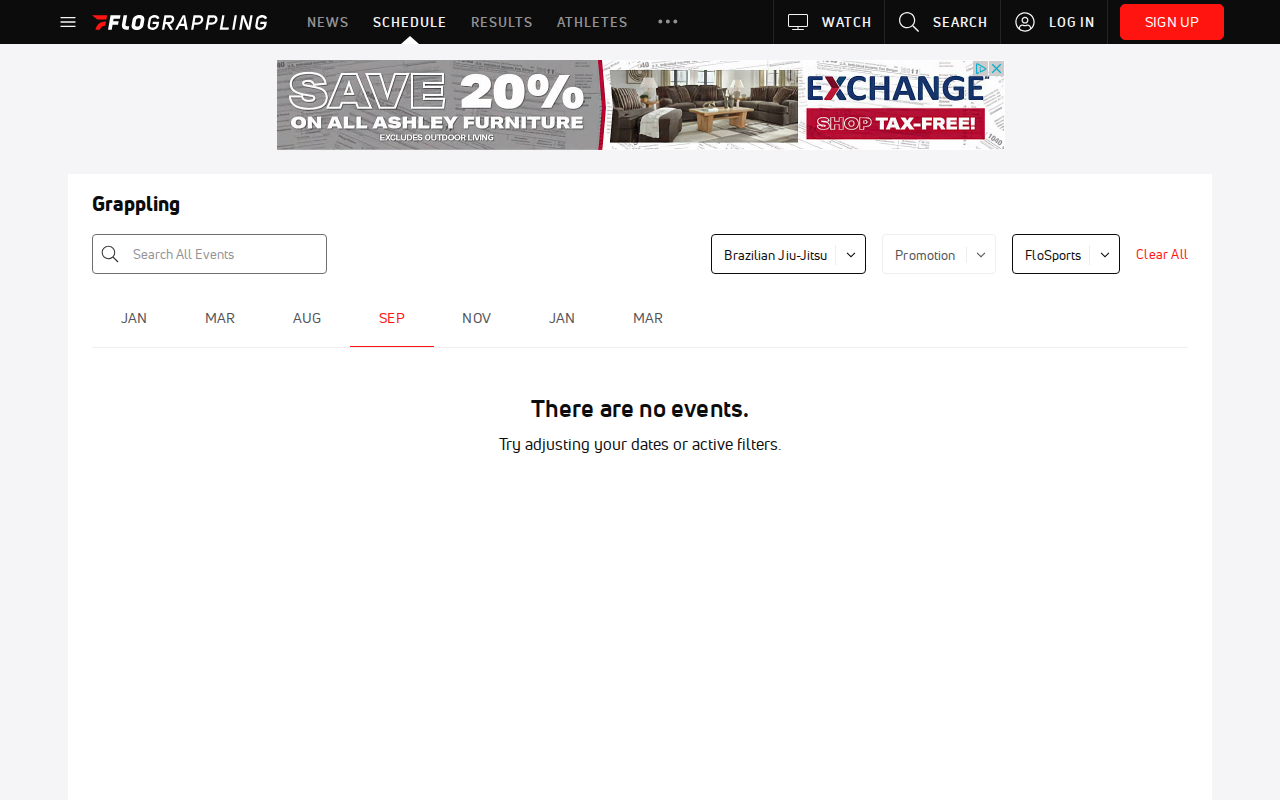 FLOGRAPPLING NEWS SCHEDULE RESULTS ATHLETES WATCH SEARCH LOG IN SIGN UP
SAVE 20%
ON ALL ASHLEY FURNITURE
EXCLUDES OUTDOOR LIVING
EXCHANGE
SHOP TAX-FREE!
Grappling
Search All Events
Brazilian Jiu-Jitsu Promotion FloSports Clear All
JAN MAR AUG SEP NOV JAN MAR
There are no events.
Try adjusting your dates or active filters.